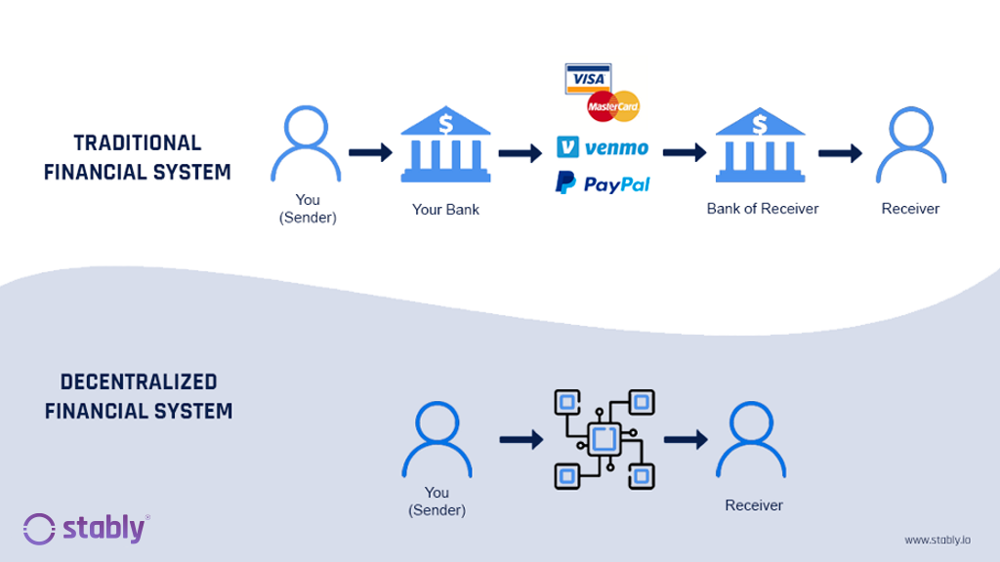 TRADITIONAL
FINANCIAL SYSTEM
You
(Sender)
$
Your Bank
VISA
MasterCard
venmo
PayPal
$
Bank of Receiver
Receiver
DECENTRALIZED
FINANCIAL SYSTEM
You
(Sender)
Receiver
stably®
www.stably.io